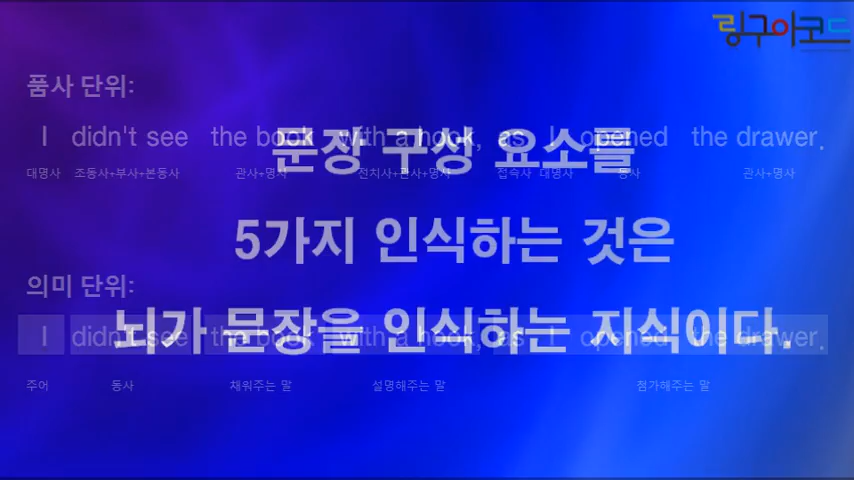 링구아코드
품사 단위:
I didn't see the book with a hook, as I opened the drawer.
대명사 조동사+부사+본동사 관사+명사 전치사+관사+명사 접속사 대명사 동사 관사+명사
문장 구성 요소를
5가지 인식하는 것은
의미 단위:
뇌가 문장을 인식하는 지식이다.
I didn't see the book with a hook, as I opened the drawer.
주어 동사 채워주는 말 설명해주는 말 첨가해주는 말